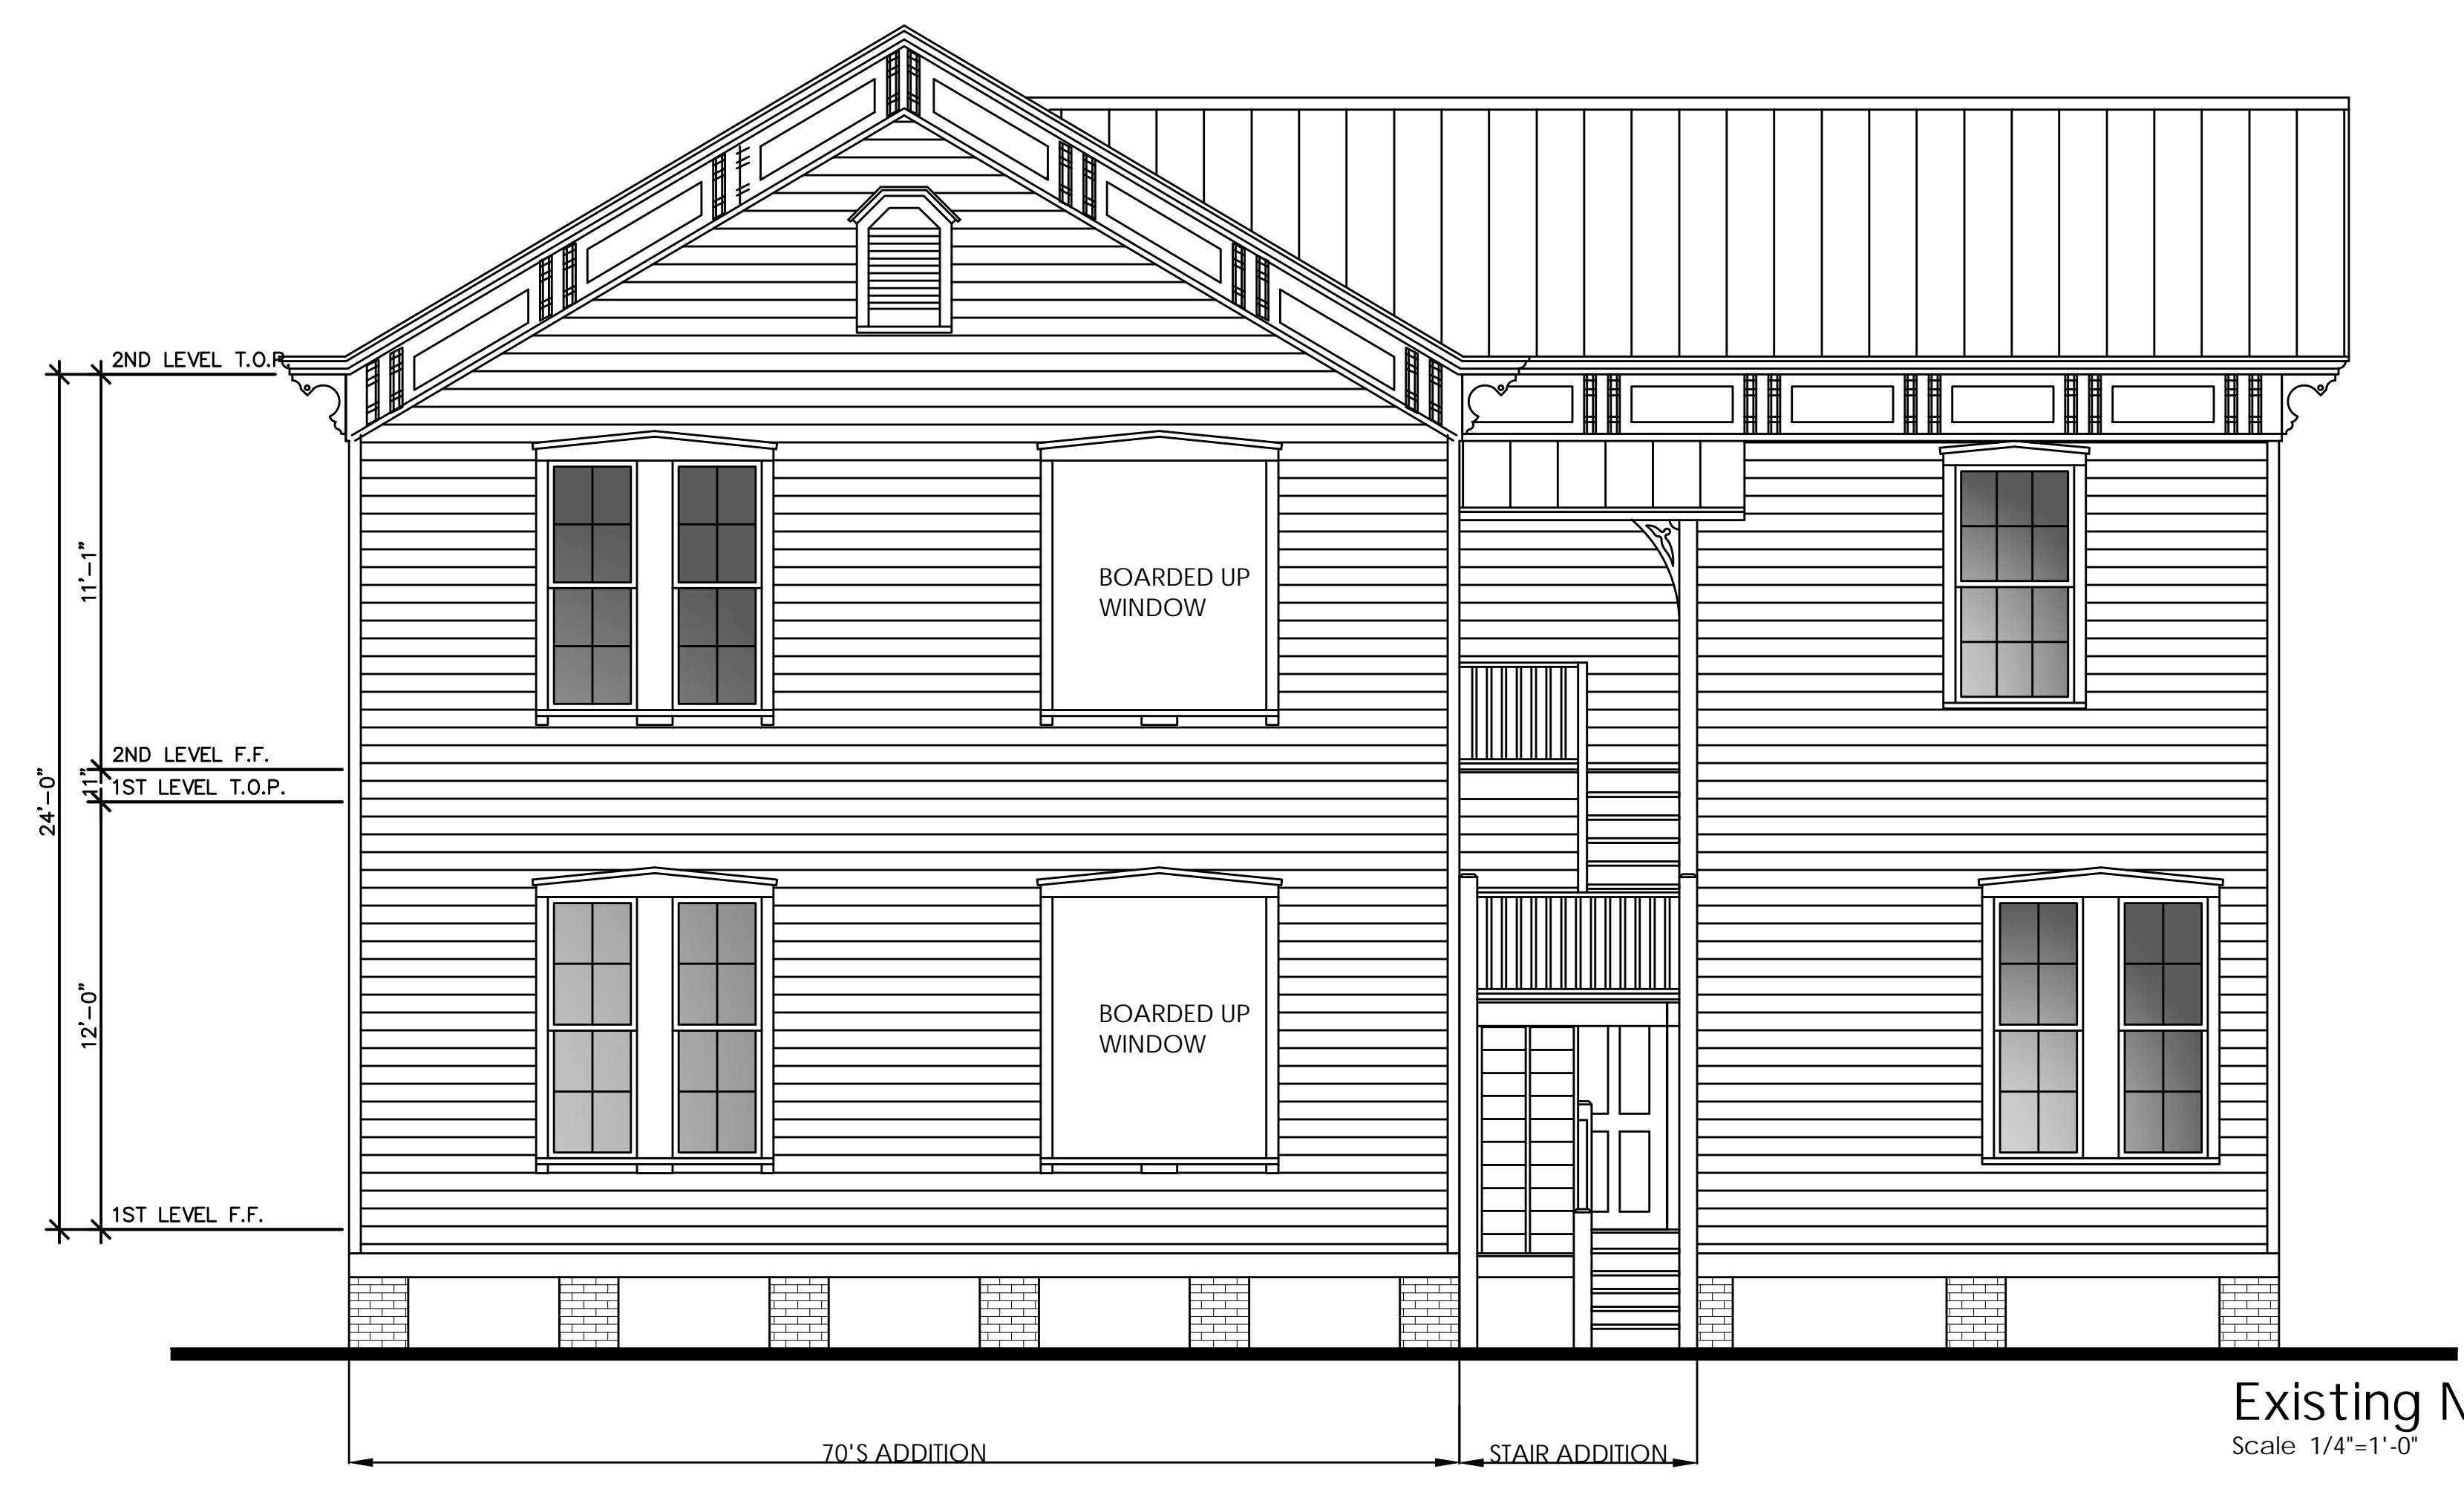 2ND LEVEL T.O.P.
11'-1"
BOARDED UP
WINDOW
2ND LEVEL F.F.
11"
1ST LEVEL T.O.P.
24'-0"
12'-0"
BOARDED UP
WINDOW
1ST LEVEL F.F.
Existing N
Scale 1/4"=1'-0"
70'S ADDITION
STAIR ADDITION